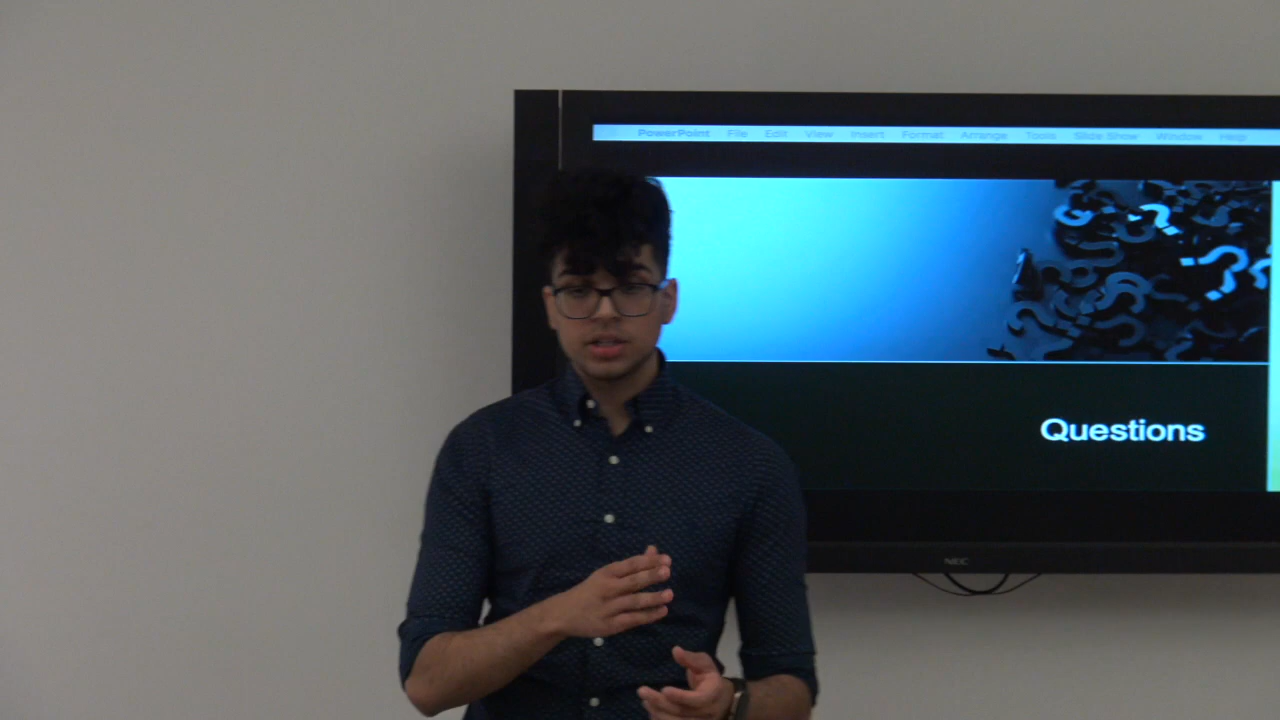 PowerPoint File Edit View Insert Format Arrange Tools Slide Show Window Help
Questions
NEC